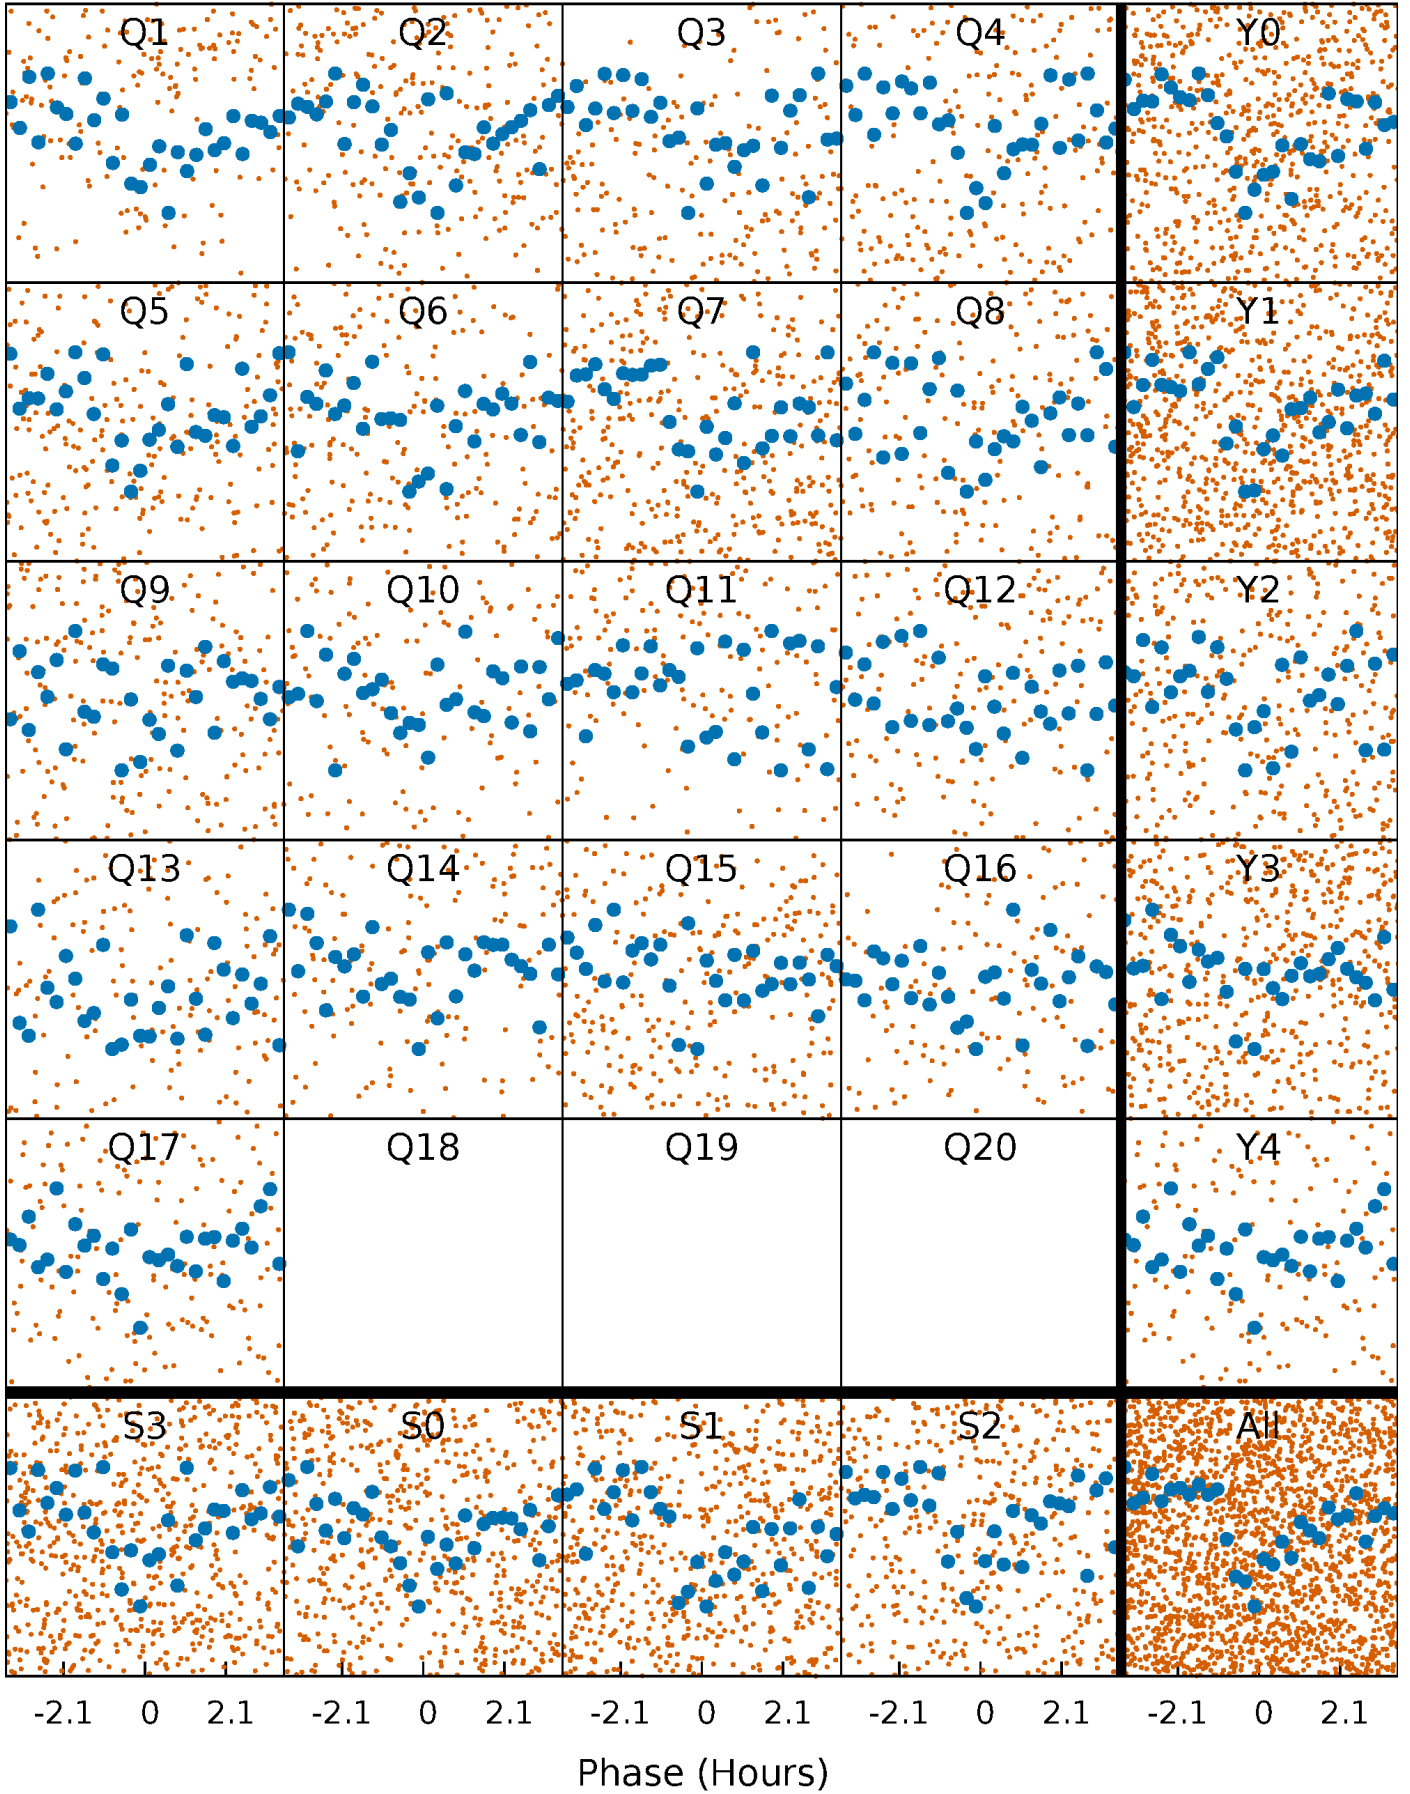 Q1 Q2 Q3 Q4 Y0
Q5 Q6 Q7 Q8 Y1
Q9 Q10 Q11 Q12 Y2
Q13 Q14 Q15 Q16 Y3
Q17 Q18 Q19 Q20 Y4
S3 S0 S1 S2 All
-2.1 0 2.1 -2.1 0 2.1 -2.1 0 2.1 -2.1 0 2.1 -2.1 0 2.1
Phase (Hours)